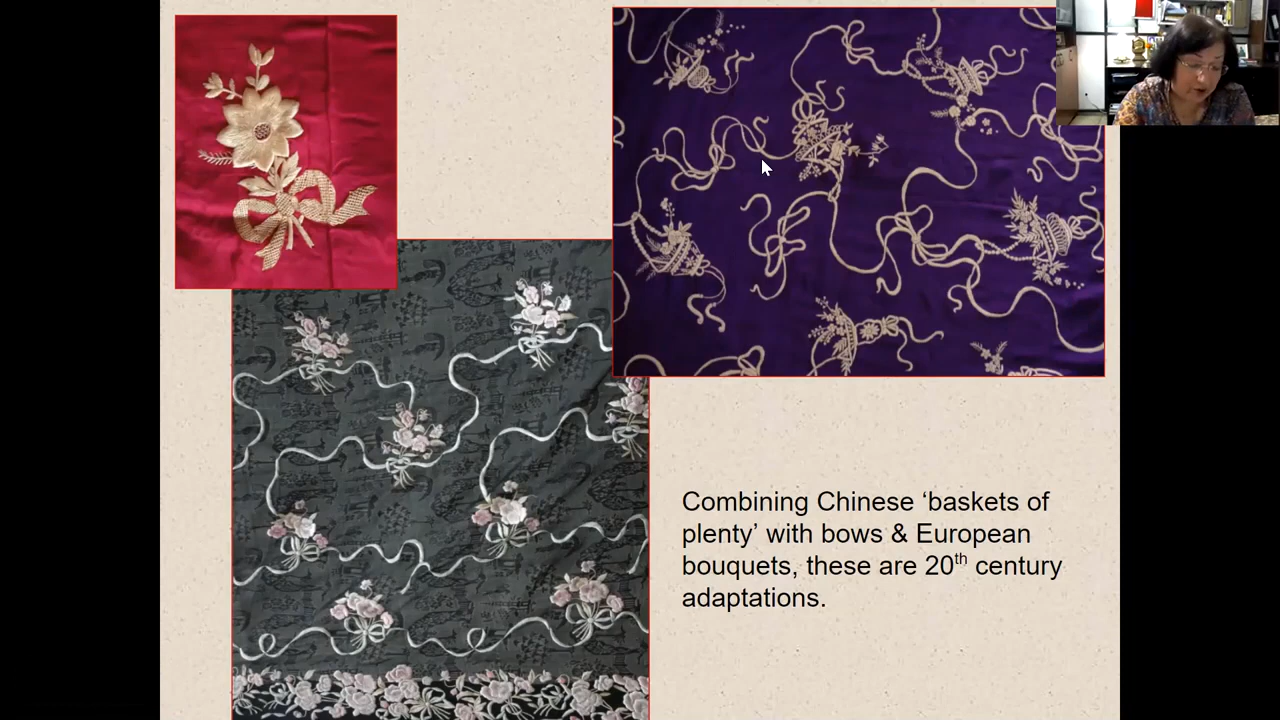 Combining Chinese ‘baskets of
plenty’ with bows & European
bouquets, these are 20th century
adaptations.